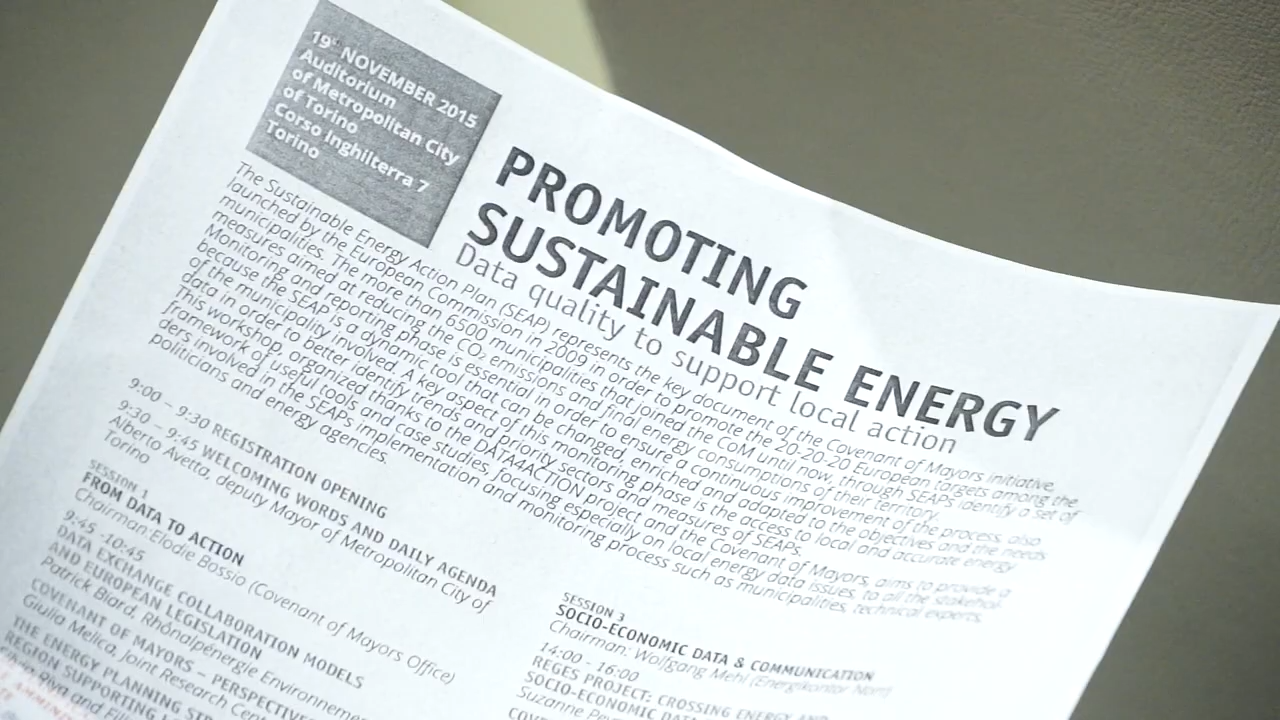 19° NOVEMBER 2015
Auditorium
of Metropolitan City
of Torino
Corso Inghilterra 7
Torino
PROMOTING
SUSTAINABLE ENERGY
Data quality to support local action
The Sustainable Energy Action Plan (SEAP) represents the key document of the Covenant of Mayors initiative,
launched by the European Commission in 2009 in order to promote the 20-20-20 European targets among the
municipalities. The more than 6500 municipalities that joined the CoM until now, through SEAPs identify a set of
measures aimed at reducing the CO₂ emissions and final energy consumptions of their territory.
Monitoring and reporting phase is essential in order to ensure a continuous improvement of the process, also
because the SEAP is a dynamic tool that can be changed, enriched and adapted to the objectives and the needs
of the municipality involved. A key aspect of this monitoring phase is the access to local and accurate energy
data in order to better identify trends and priority sectors and measures of SEAPs.
This workshop, organized thanks to the DATA4ACTION project and the Covenant of Mayors, aims to provide a
framework of useful tools and case studies, focusing especially on local energy data issues, to all the stakehol-
ders involved in the SEAPs implementation and monitoring process such as municipalities, technical experts,
politicians and energy agencies.
9:00 – 9:30 REGISTRATION OPENING
9:30 – 9:45 WELCOMING WORDS AND DAILY AGENDA
Alberto Avetta, deputy Mayor of Metropolitan City of
Torino
SESSION 1
FROM DATA TO ACTION
Chairman:Elodie Bossio (Covenant of Mayors Office)
9:45 -10:45
DATA EXCHANGE COLLABORATION MODELS
AND EUROPEAN LEGISLATION
Patrick Biard, Rhônalpénergie Environneme
COVENANT OF MAYORS – PERSPECTIVE
Giulia Melica, Joint Research Cent
THE ENERGY PLANNING STR
REGION SUPPORTING
SESSION 3
SOCIO-ECONOMIC DATA & COMMUNICATION
Chairman: Wolfgang Mehl (Energikontor Norr)
14:00 - 16:00
REGES PROJECT: CROSSING ENERGY AND
SOCIO-ECONOMIC DATA
Suzanne